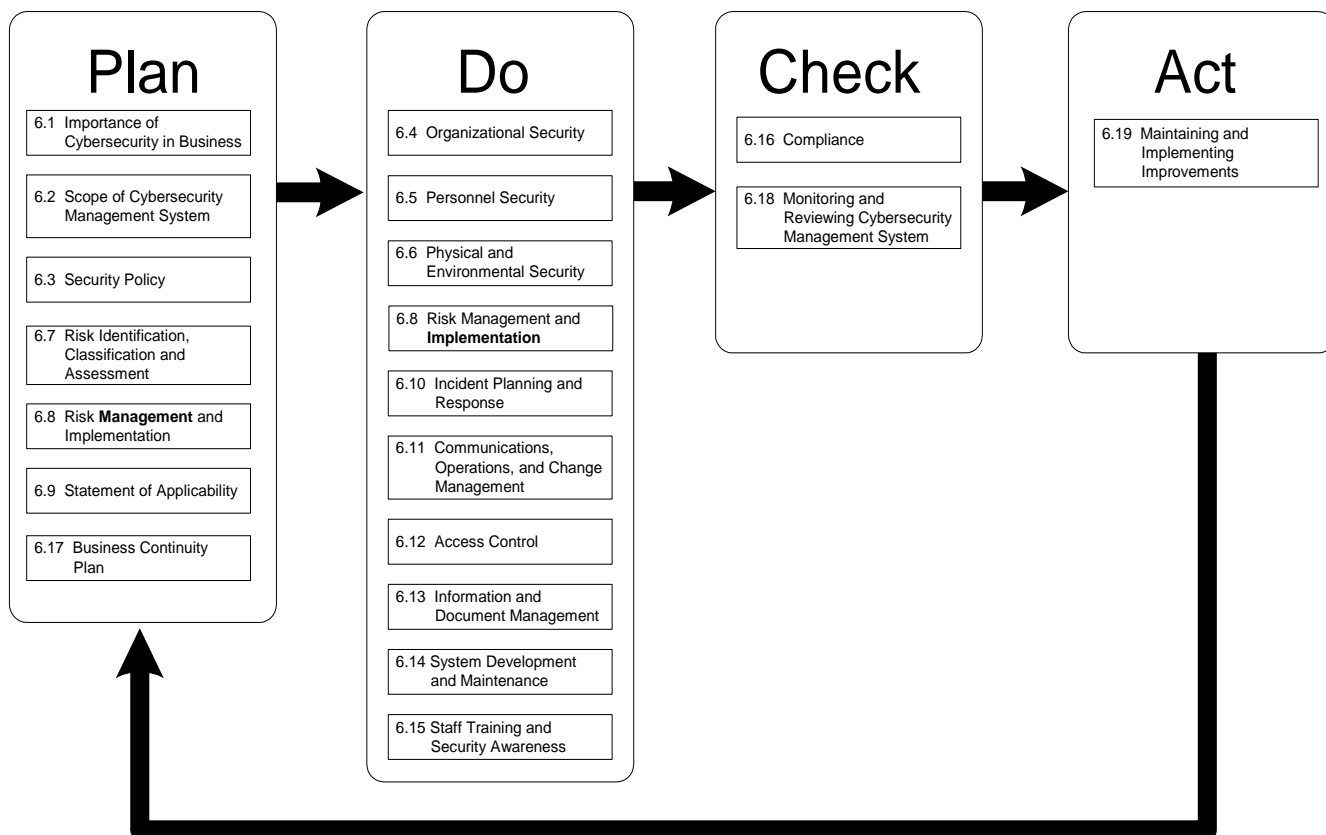 Plan
6.1 Importance of
Cybersecurity in Business
6.2 Scope of Cybersecurity
Management System
6.3 Security Policy
6.7 Risk Identification,
Classification and
Assessment
6.8 Risk Management and
Implementation
6.9 Statement of Applicability
6.17 Business Continuity
Plan
Do
6.4 Organizational Security
6.5 Personnel Security
6.6 Physical and
Environmental Security
6.8 Risk Management and
Implementation
6.10 Incident Planning and
Response
6.11 Communications,
Operations, and Change
Management
6.12 Access Control
6.13 Information and
Document Management
6.14 System Development
and Maintenance
6.15 Staff Training and
Security Awareness
Check
6.16 Compliance
6.18 Monitoring and
Reviewing Cybersecurity
Management System
Act
6.19 Maintaining and
Implementing
Improvements